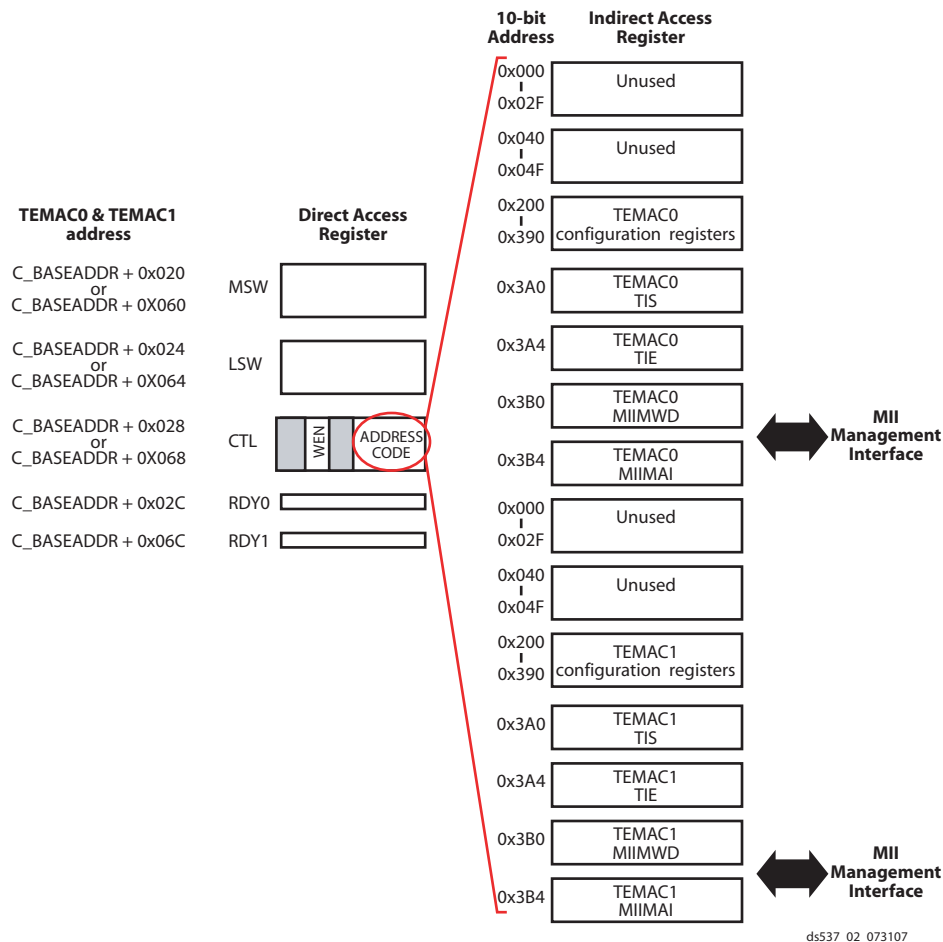 TEMAC0 & TEMAC1
address
Direct Access
Register
C_BASEADDR + 0x020
or
C_BASEADDR + 0X060
MSW
C_BASEADDR + 0x024
or
C_BASEADDR + 0X064
LSW
C_BASEADDR + 0x028
or
C_BASEADDR + 0X068
CTL
WEN
ADDRESS
CODE
C_BASEADDR + 0x02C
RDY0
C_BASEADDR + 0x06C
RDY1
10-bit
Address
Indirect Access
Register
0x000
0x02F
Unused
0x040
0x04F
Unused
0x200
0x390
TEMAC0
configuration registers
0x3A0
TEMAC0
TIS
0x3A4
TEMAC0
TIE
0x3B0
TEMAC0
MIIMWD
0x3B4
TEMAC0
MIIMAI
MII
Management
Interface
0x000
0x02F
Unused
0x040
0x04F
Unused
0x200
0x390
TEMAC1
configuration registers
0x3A0
TEMAC1
TIS
0x3A4
TEMAC1
TIE
0x3B0
TEMAC1
MIIMWD
0x3B4
TEMAC1
MIIMAI
MII
Management
Interface
ds537_02_073107